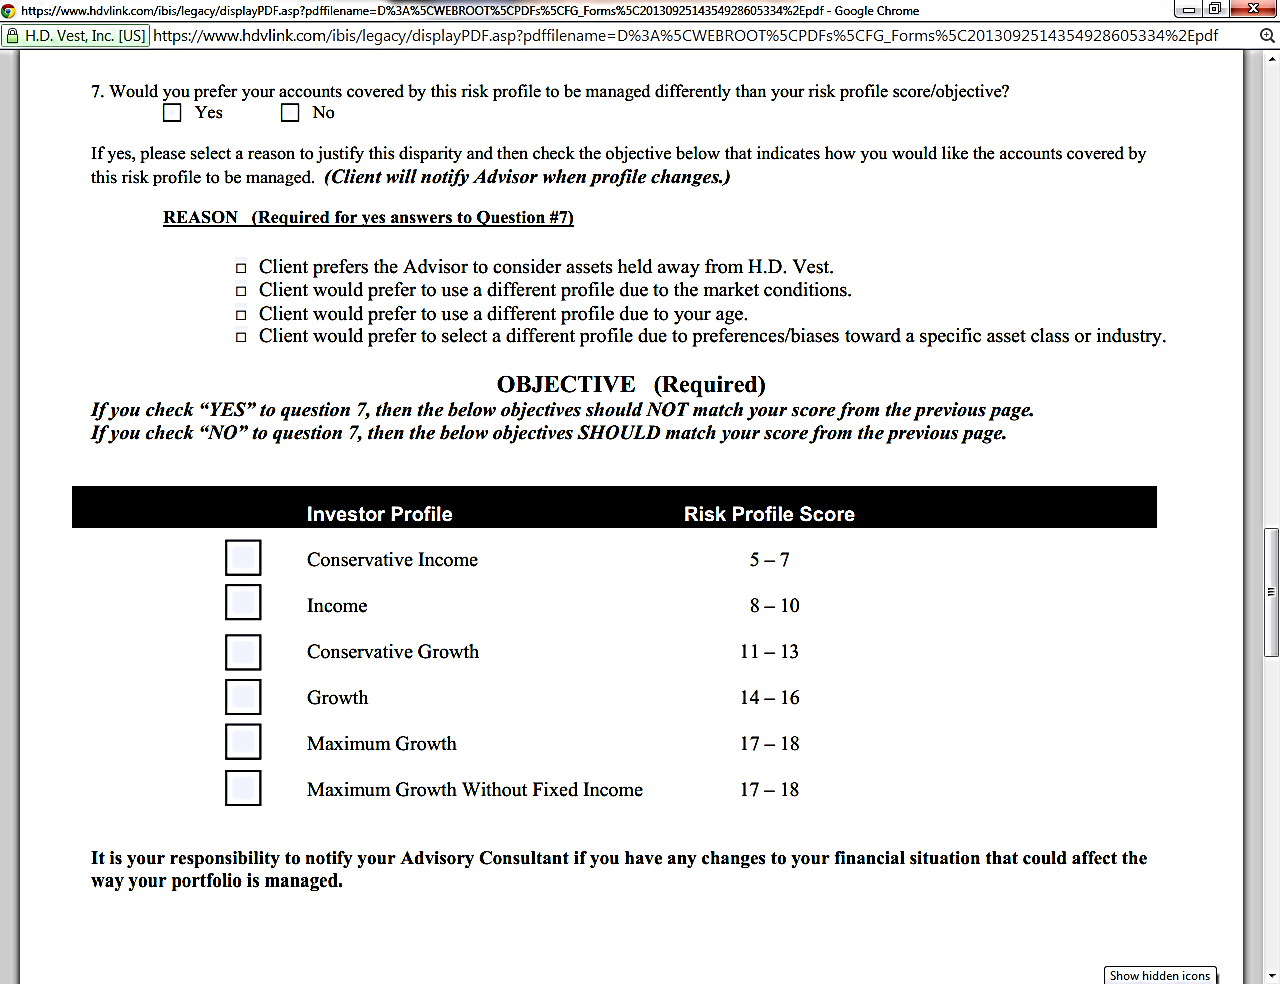 https://www.hdvlink.com/ibis/legacy/displayPDF.asp?pdffilename=D%3A%5CWEBROOT%5CPDFs%5CFG_Forms%5C2013092514354928605334%2Epdf - Google Chrome
H.D. Vest, Inc. [US] https://www.hdvlink.com/ibis/legacy/displayPDF.asp?pdffilename=D%3A%5CWEBROOT%5CPDFs%5CFG_Forms%5C2013092514354928605334%2Epdf
7. Would you prefer your accounts covered by this risk profile to be managed differently than your risk profile score/objective?
Yes No
If yes, please select a reason to justify this disparity and then check the objective below that indicates how you would like the accounts covered by
this risk profile to be managed. (Client will notify Advisor when profile changes.)
REASON (Required for yes answers to Question #7)
Client prefers the Advisor to consider assets held away from H.D. Vest.
Client would prefer to use a different profile due to the market conditions.
Client would prefer to use a different profile due to your age.
Client would prefer to select a different profile due to preferences/biases toward a specific asset class or industry.
OBJECTIVE (Required)
If you check “YES” to question 7, then the below objectives should NOT match your score from the previous page.
If you check “NO” to question 7, then the below objectives SHOULD match your score from the previous page.
Investor Profile Risk Profile Score
Conservative Income 5 – 7
Income 8 – 10
Conservative Growth 11 – 13
Growth 14 – 16
Maximum Growth 17 – 18
Maximum Growth Without Fixed Income 17 – 18
It is your responsibility to notify your Advisory Consultant if you have any changes to your financial situation that could affect the
way your portfolio is managed.
Show hidden icons